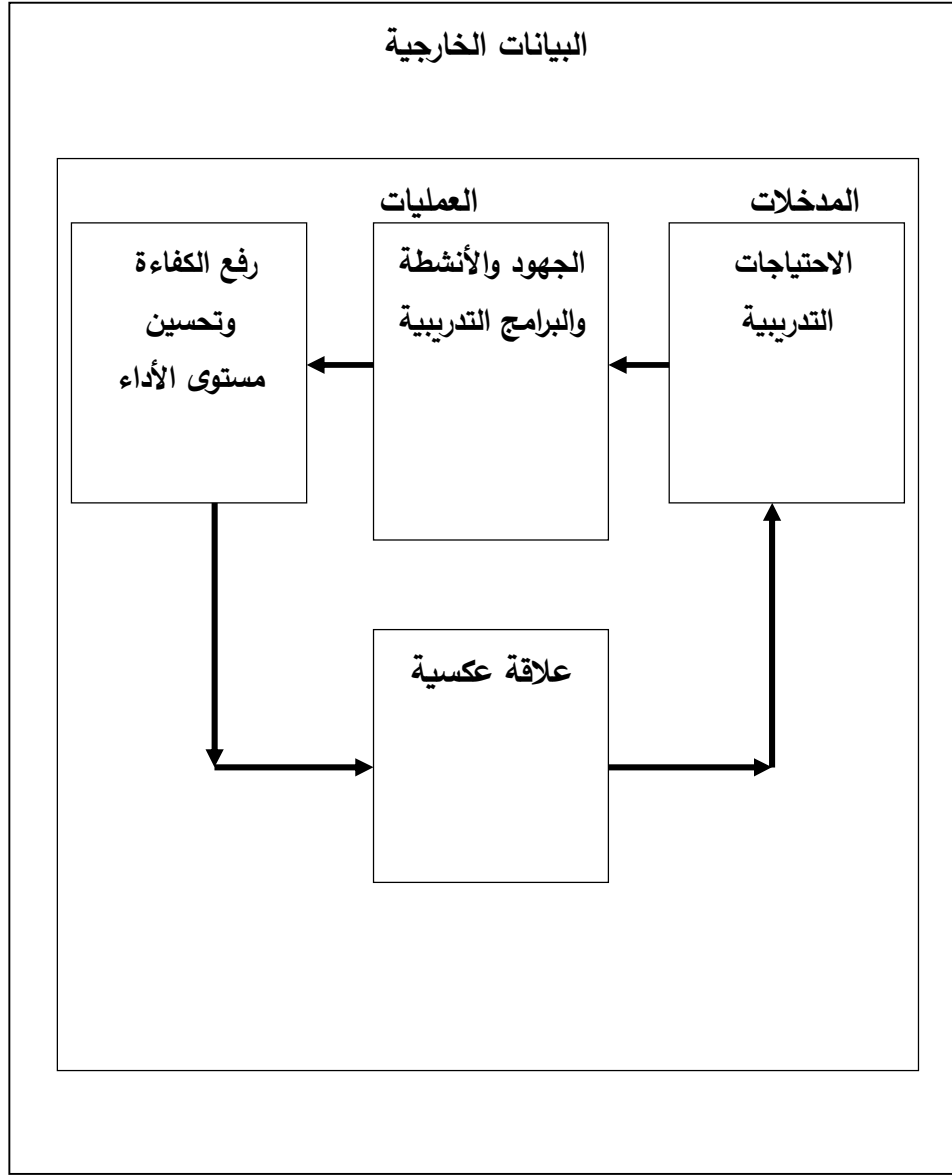 البيانات الخارجية
المدخلات
العمليات
الاحتياجات
التدريبية
الجهود والأنشطة
والبرامج التدريبية
رفع الكفاءة
وتحسين
مستوى الأداء
علاقة عكسية